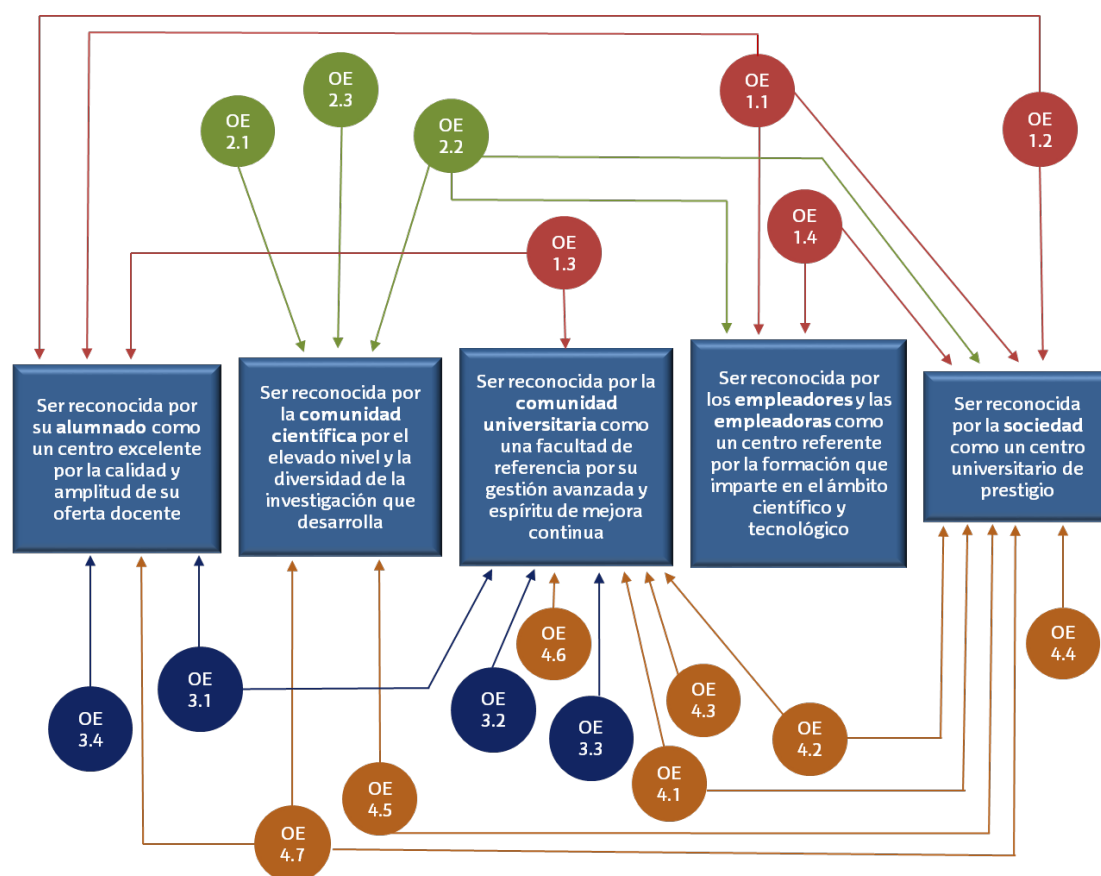 OE
2.3
OE
1.1
OE
2.1
OE
2.2
OE
1.2
OE
1.3
OE
1.4
Ser reconocida por
su alumnado como
un centro excelente
por la calidad y
amplitud de su
oferta docente
Ser reconocida por
la comunidad
científica por el
elevado nivel y la
diversidad de la
investigación que
desarrolla
Ser reconocida por la
comunidad
universitaria como
una facultad de
referencia por su
gestión avanzada y
espíritu de mejora
continua
Ser reconocida por
los empleadores y las
empleadoras como
un centro referente
por la formación que
imparte en el ámbito
científico y
tecnológico
Ser reconocida
por la sociedad
como un centro
universitario de
prestigio
OE
4.6
OE
4.4
OE
3.1
OE
3.4
OE
3.2
OE
3.3
OE
4.3
OE
4.2
OE
4.1
OE
4.5
OE
4.7